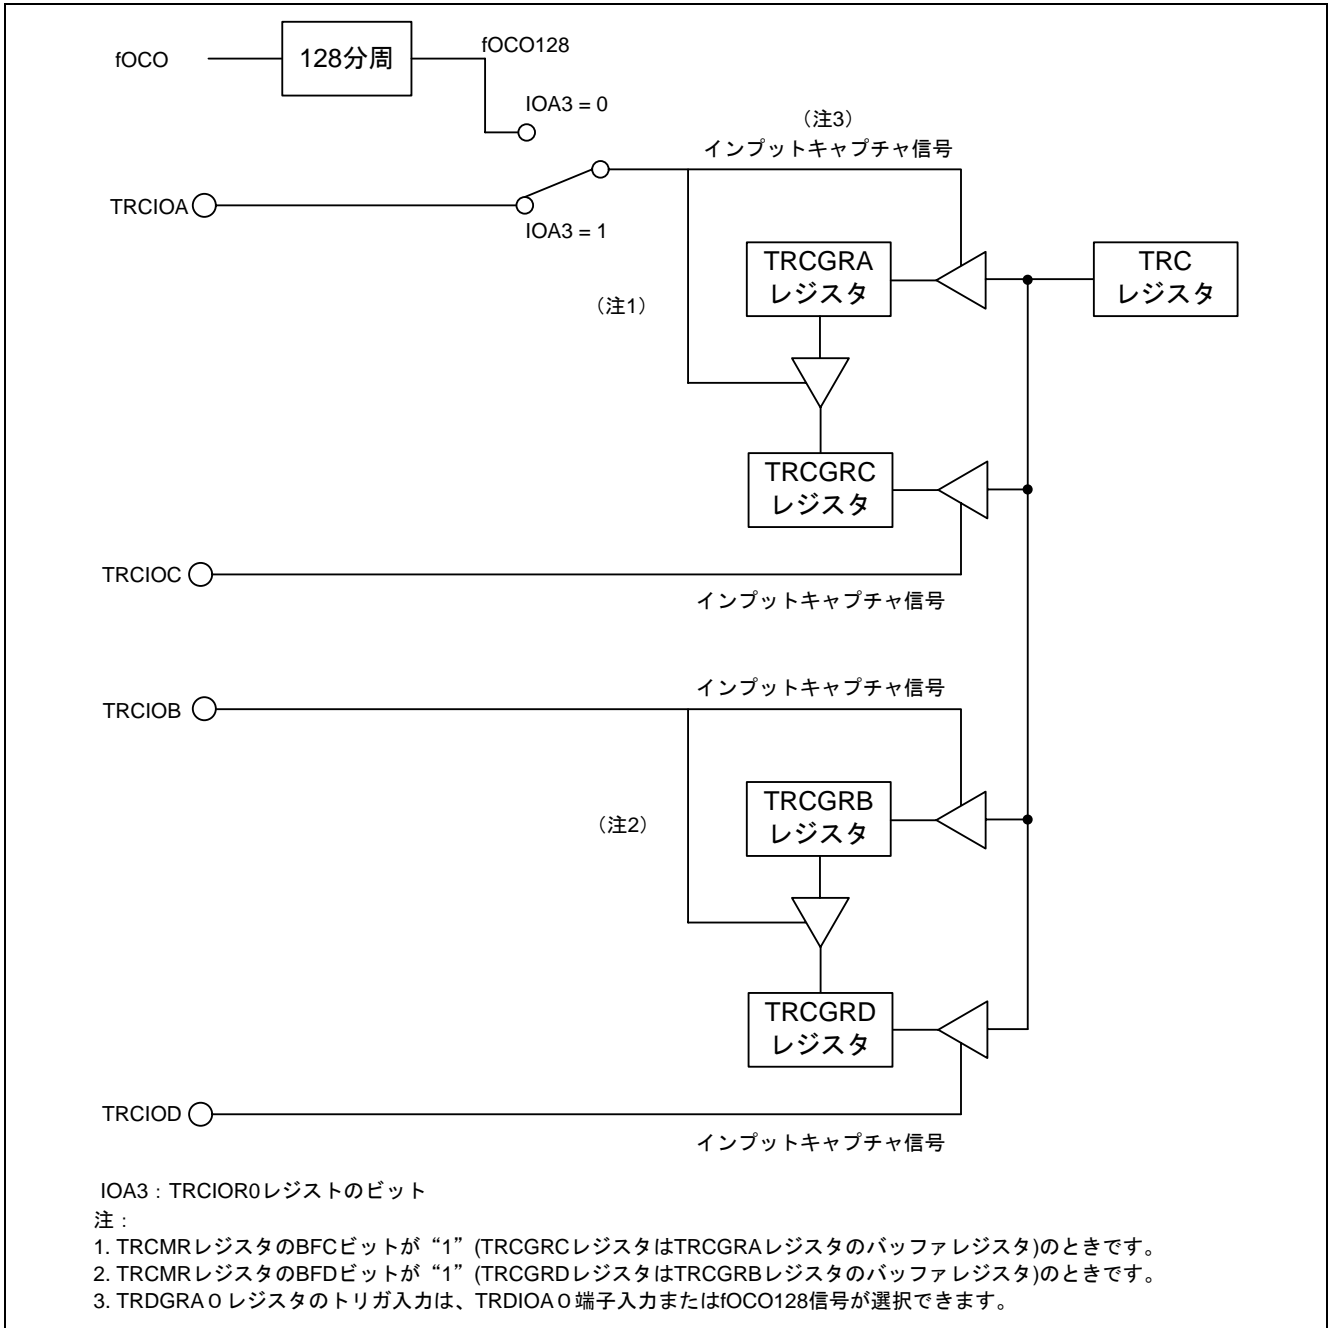 fOCO
128分周
fOCO128
IOA3 = 0
（注3）
インプットキャプチャ信号
TRCIOA
IOA3 = 1
TRCGRA
レジスタ
TRC
レジスタ
（注1）
TRCGRC
レジスタ
TRCIOC
インプットキャプチャ信号
インプットキャプチャ信号
TRCIOB
TRCGRB
レジスタ
（注2）
TRCGRD
レジスタ
TRCIOD
インプットキャプチャ信号
IOA3：TRCIOR0レジストのビット
注：
1. TRCMRレジスタのBFCビットが“1” (TRCGRCレジスタはTRCGRAレジスタのバッファレジスタ)のときです。
2. TRCMRレジスタのBFDビットが“1” (TRCGRDレジスタはTRCGRBレジスタのバッファレジスタ)のときです。
3. TRDGRA０レジスタのトリガ入力は、TRDIOA０端子入力またはfOCO128信号が選択できます。